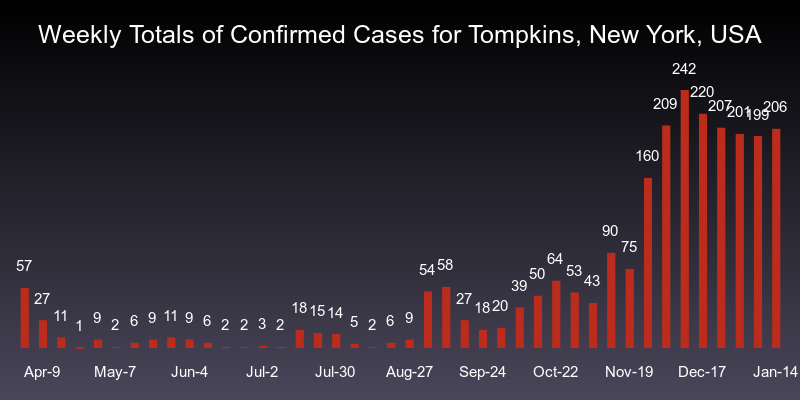 Weekly Totals of Confirmed Cases for Tompkins, New York, USA
57 27 11 1 9 2 6 9 11 9 6 2 2 3 2 18 15 14 5 2 6 9 54 58 27 18 20 39 50 64 53 43 90 75 160 209 242 220 207 201 199 206
Apr-9 May-7 Jun-4 Jul-2 Jul-30 Aug-27 Sep-24 Oct-22 Nov-19 Dec-17 Jan-14